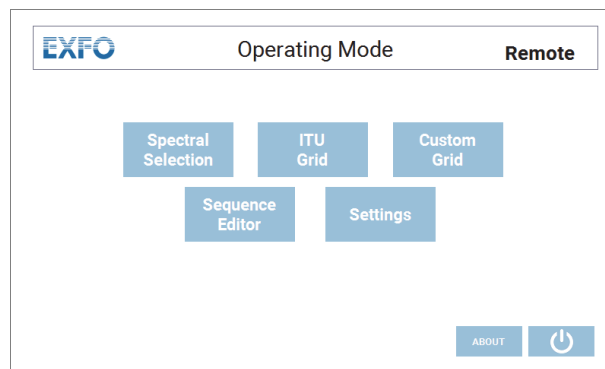 EXFO
Operating Mode
Remote
Spectral
Selection
ITU
Grid
Custom
Grid
Sequence
Editor
Settings
ABOUT